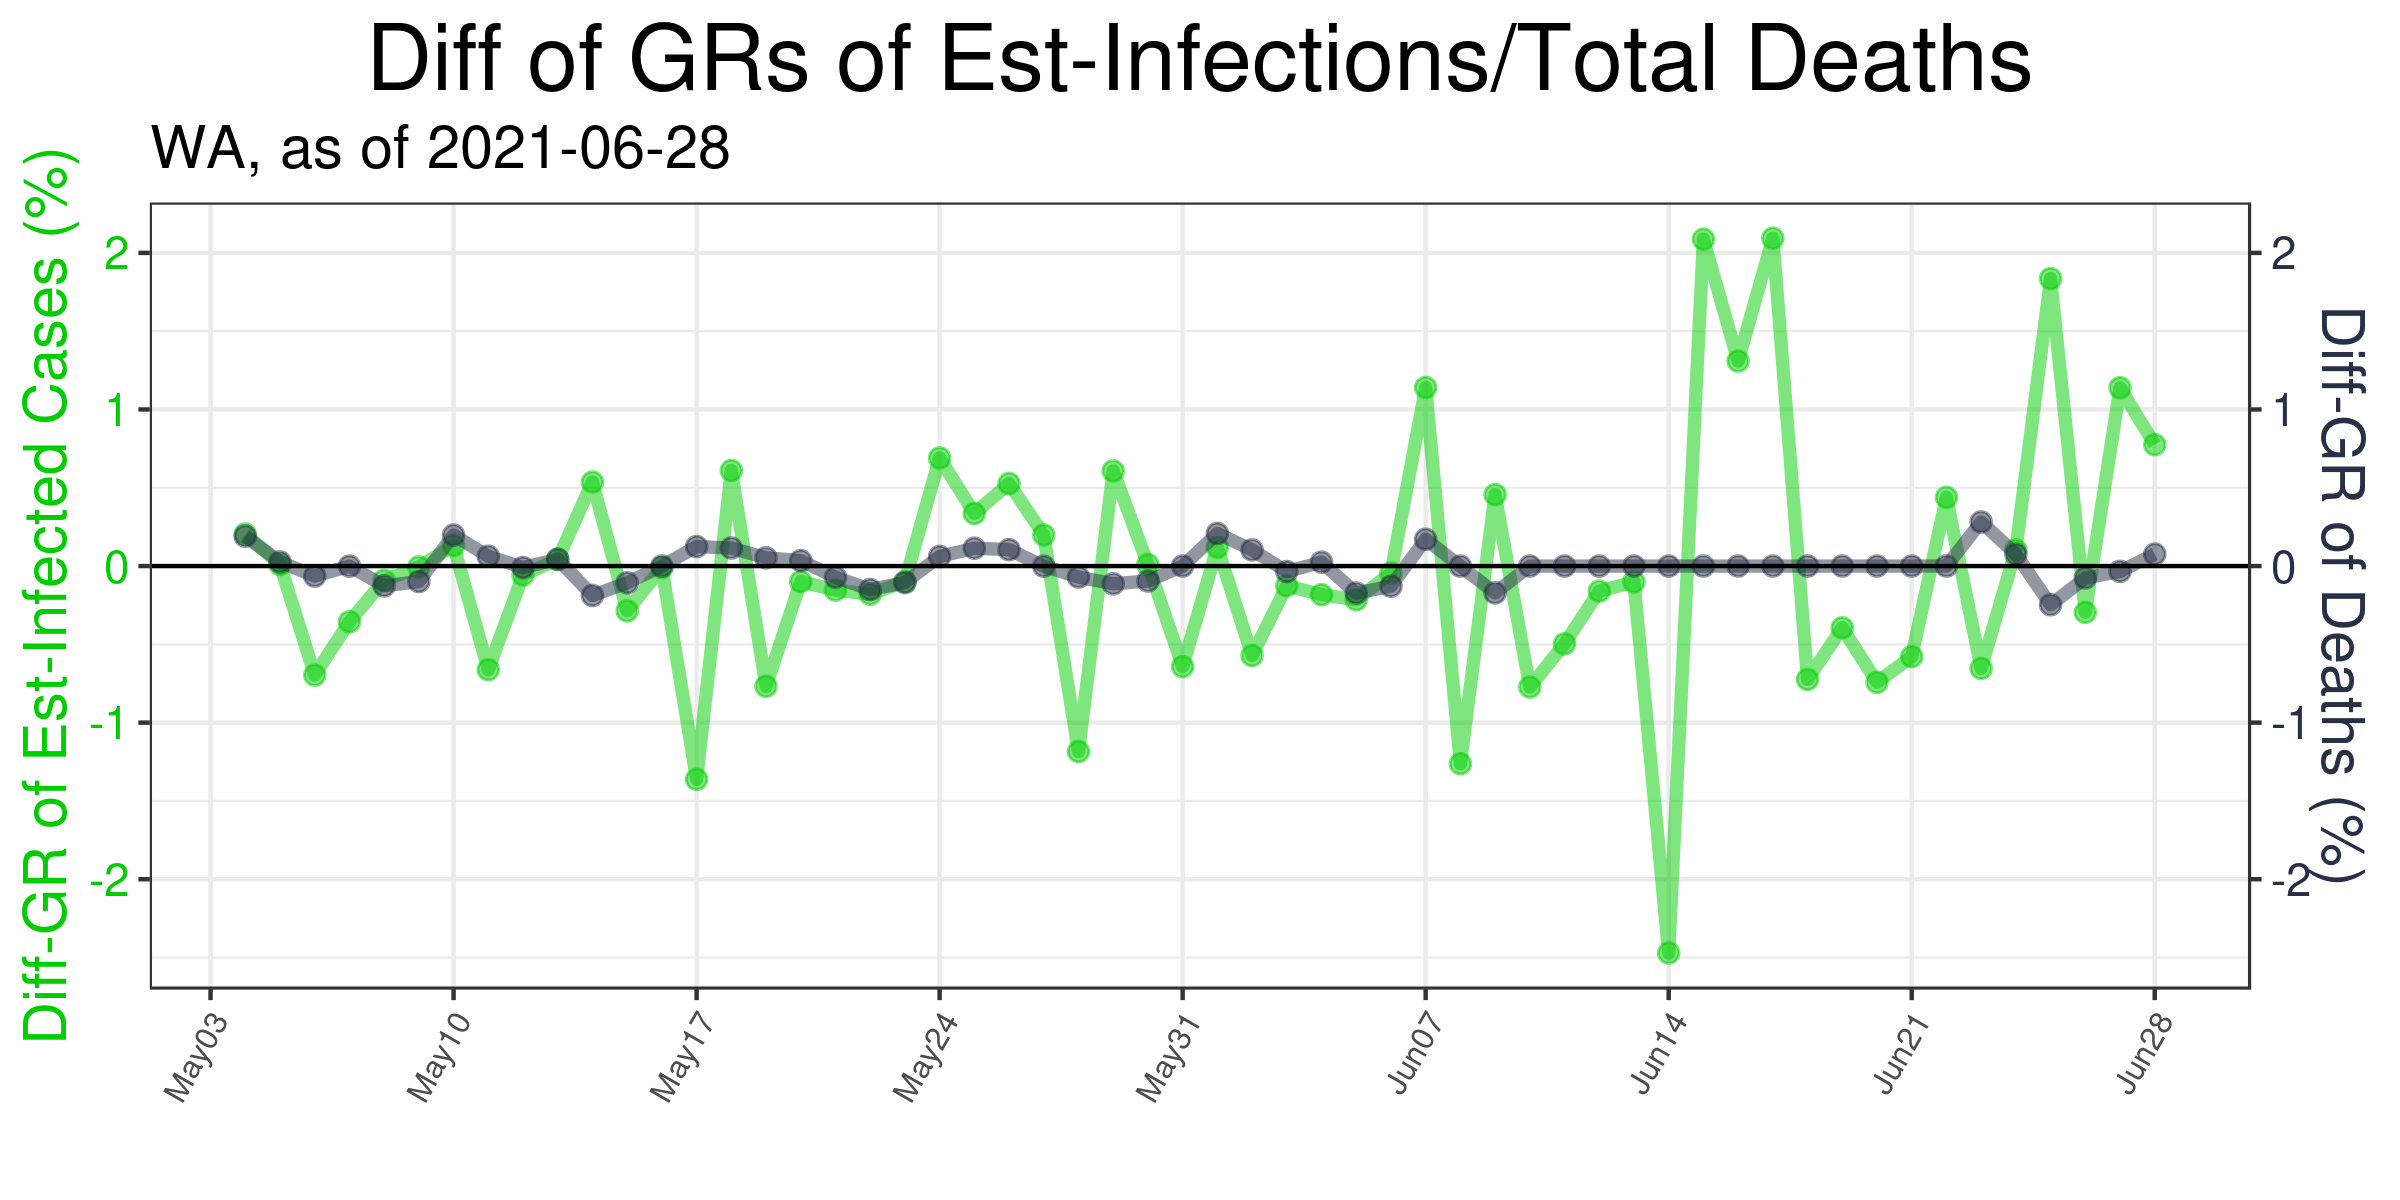 Diff of GRs of Est-Infections/Total Deaths
WA, as of 2021-06-28
Diff-GR of Est-Infected Cases (%)
2
1
0
-1
-2
2
1
0
-1
-2
Diff-GR of Deaths (%)
May03
May10
May17
May24
May31
Jun07
Jun14
Jun21
Jun28